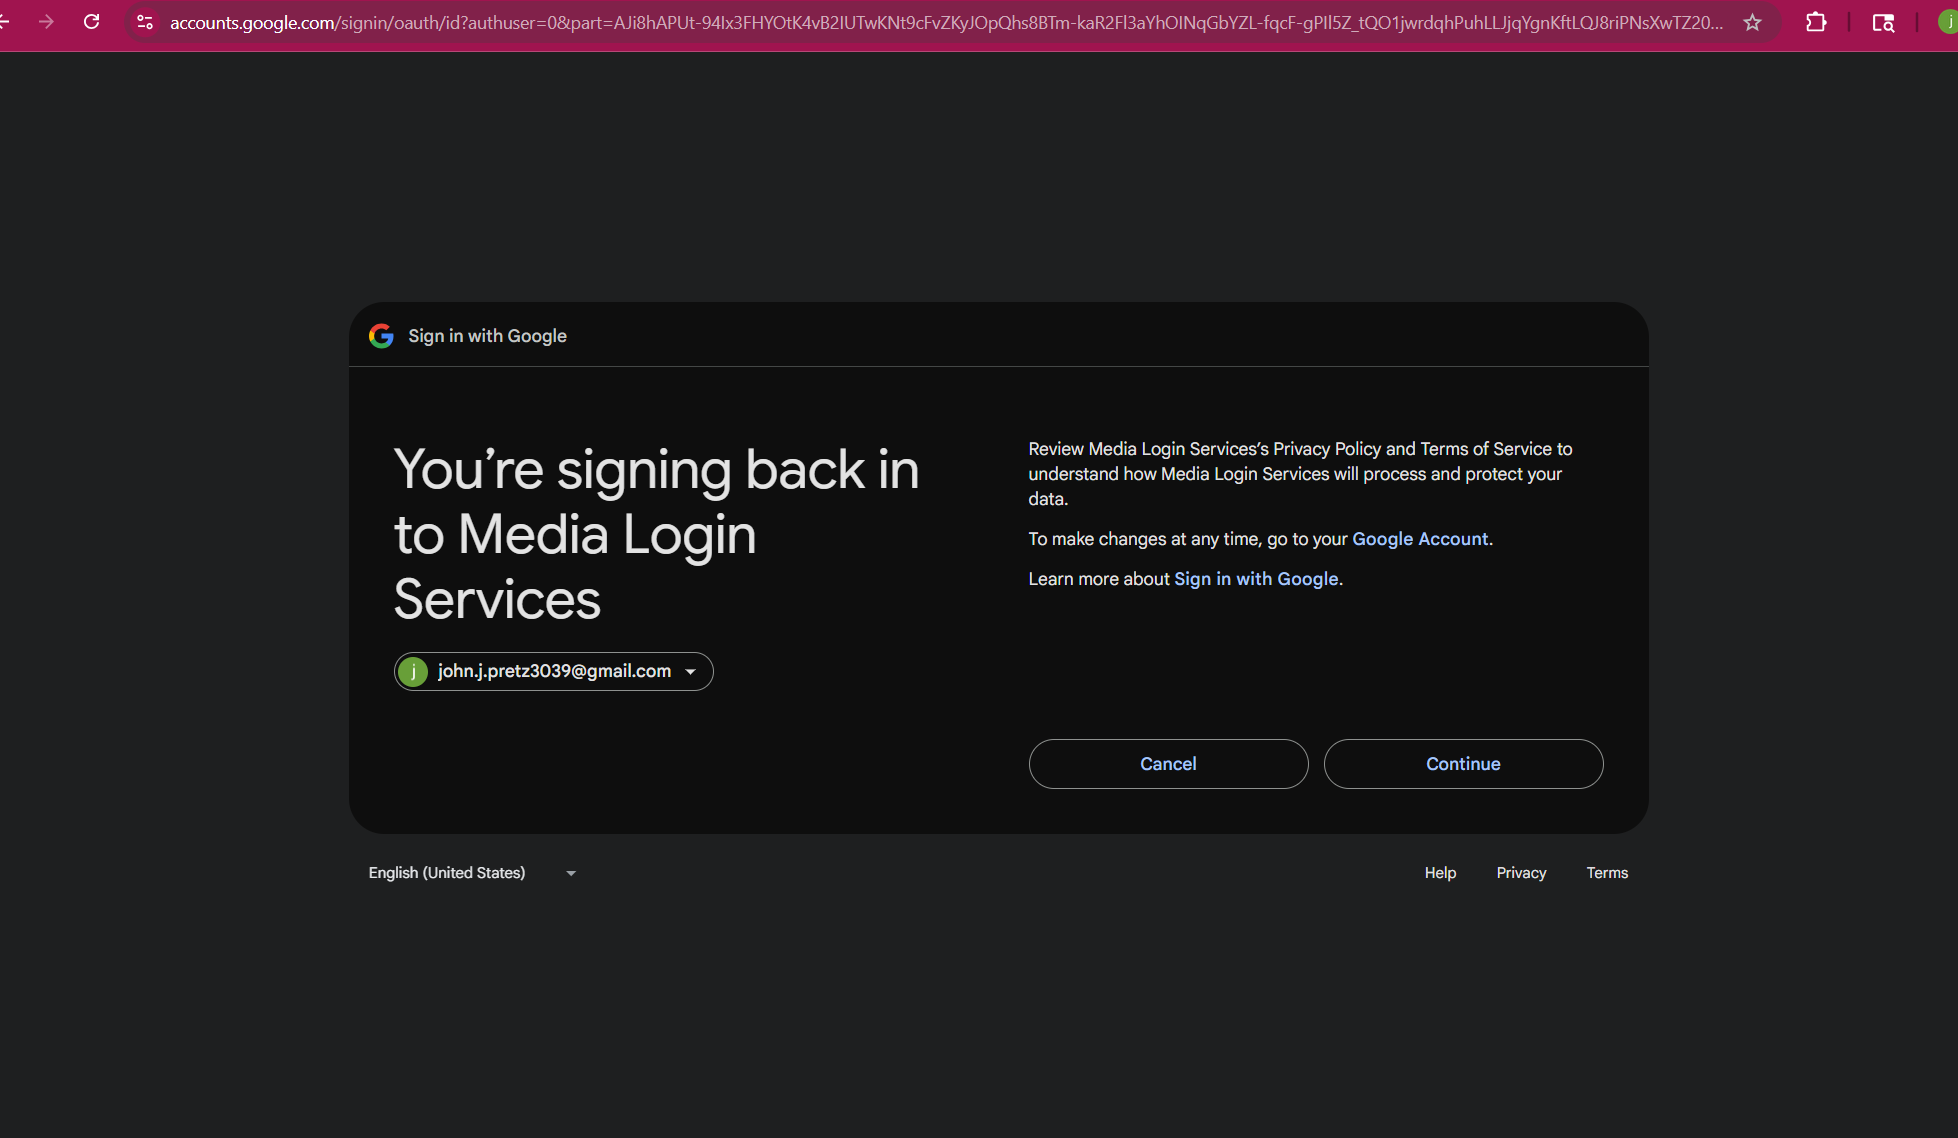 accounts.google.com/signin/oauth/id?authuser=0&part=AJi8hAPUt-94Ix3FHYOtK4vB2IUTwKNt9cFvZKyJOpQhs8BTm-kaR2Fl3aYhOINqGbYZL-fqcF-gPIl5Z_tQO1jwrdqhPuhLLJjqYgnKftLQJ8riPNsXwTZ20...
j
Sign in with Google
You’re signing back in
to Media Login
Services
j john.j.pretz3039@gmail.com
Review Media Login Services’s Privacy Policy and Terms of Service to
understand how Media Login Services will process and protect your
data.
To make changes at any time, go to your Google Account.
Learn more about Sign in with Google.
Cancel Continue
English (United States) Help Privacy Terms